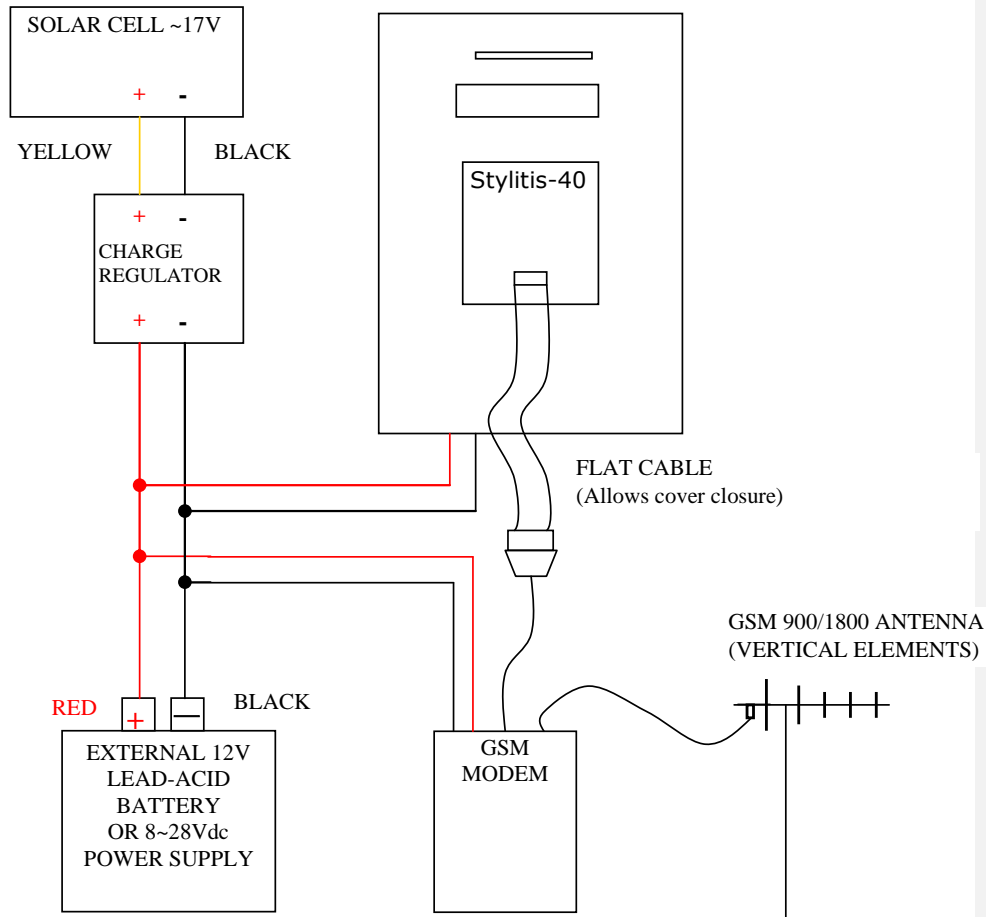 SOLAR CELL ~17V
+ -
YELLOW
BLACK
+ -
CHARGE
REGULATOR
+ -
Stylitis-40
FLAT CABLE
(Allows cover closure)
GSM 900/1800 ANTENNA
(VERTICAL ELEMENTS)
RED
+
BLACK
EXTERNAL 12V
LEAD-ACID
BATTERY
OR 8~28Vdc
POWER SUPPLY
GSM
MODEM